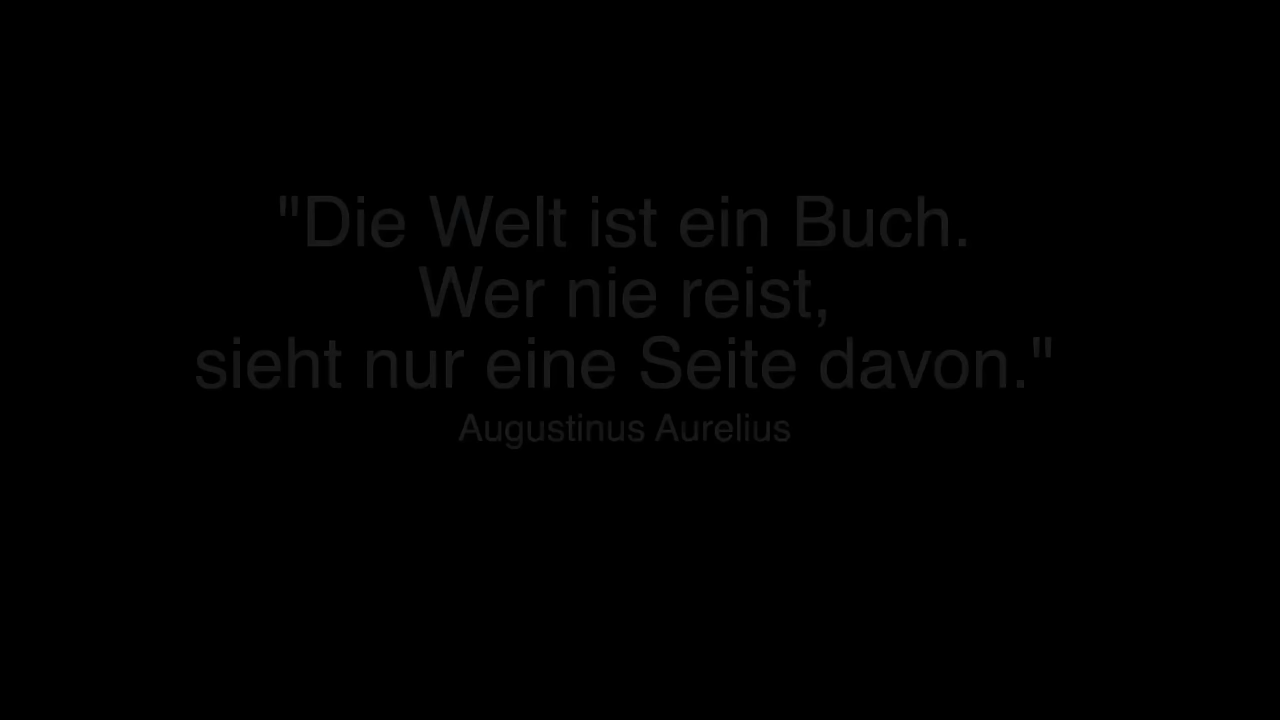 "Die Welt ist ein Buch.
Wer nie reist,
sieht nur eine Seite davon."
Augustinus Aurelius